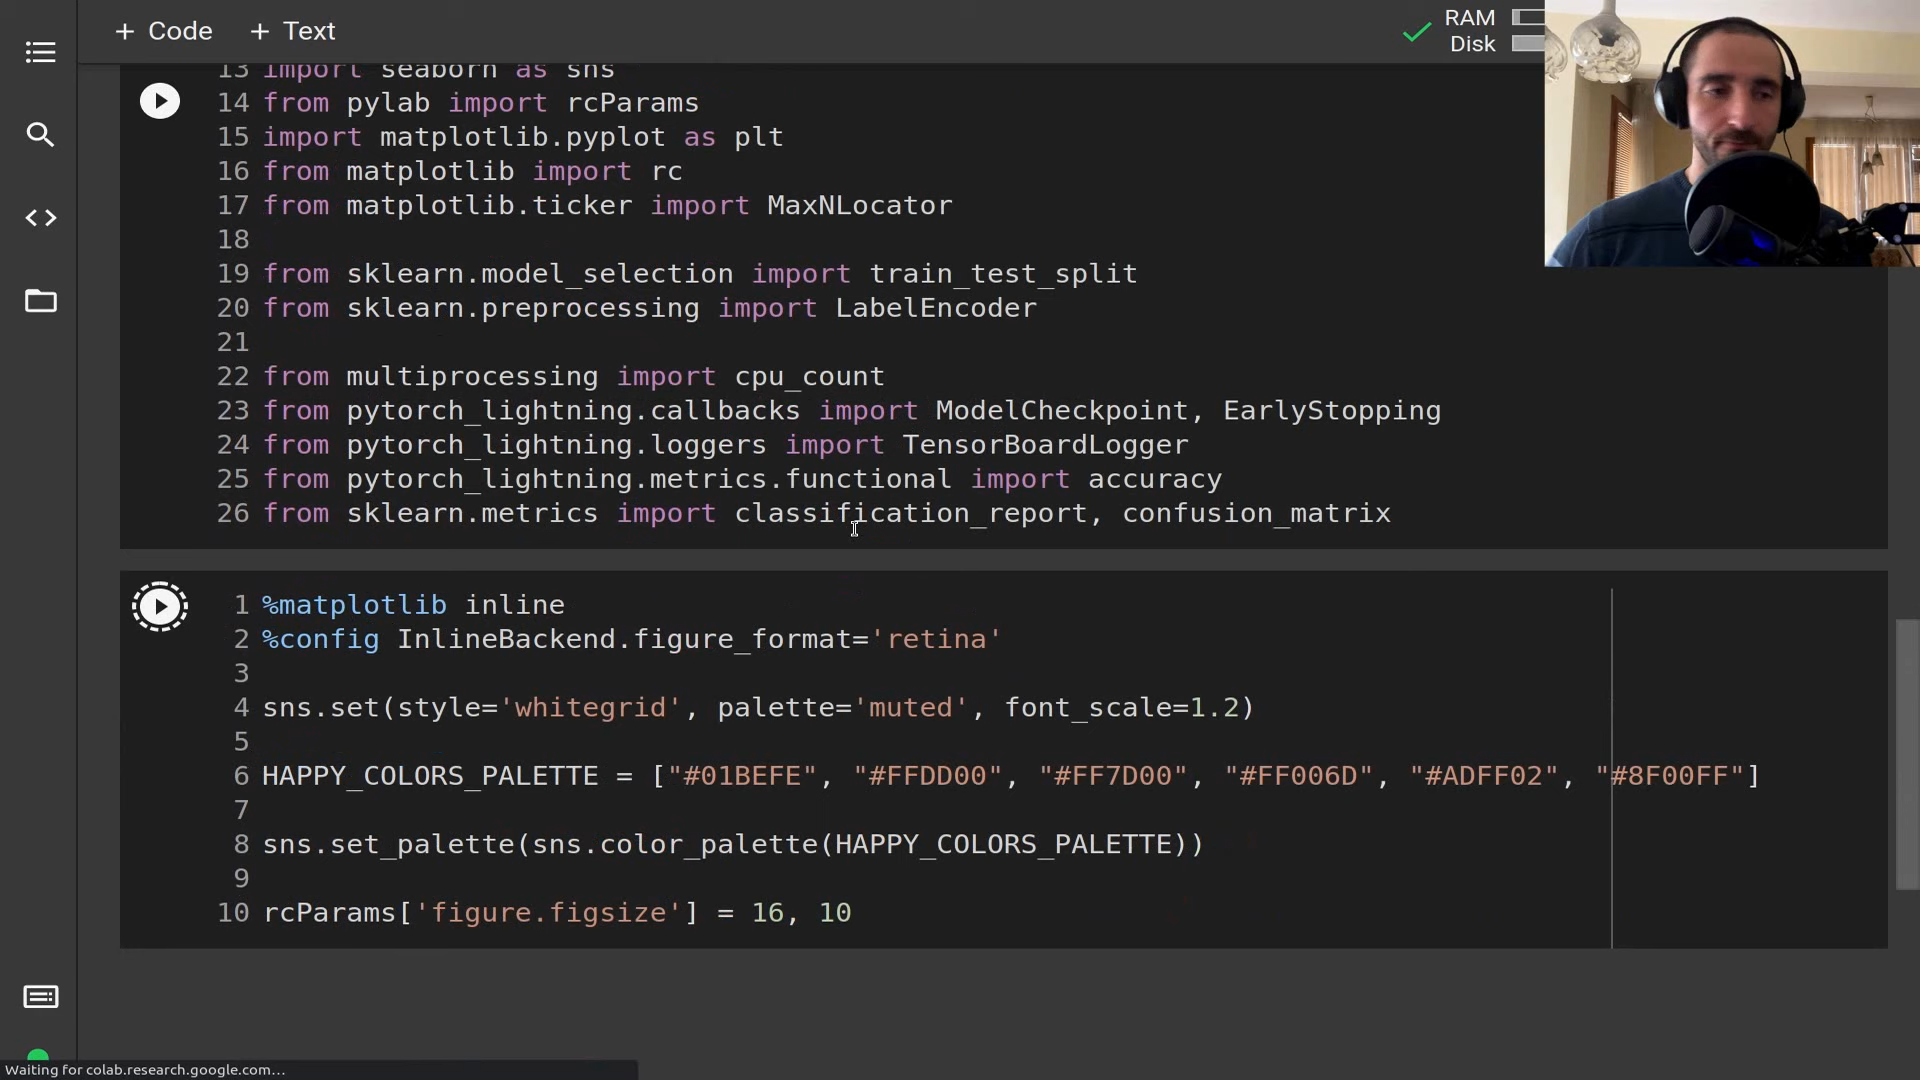 + Code + Text
RAM
Disk
13 import seaborn as sns
14 from pylab import rcParams
15 import matplotlib.pyplot as plt
16 from matplotlib import rc
17 from matplotlib.ticker import MaxNLocator
18
19 from sklearn.model_selection import train_test_split
20 from sklearn.preprocessing import LabelEncoder
21
22 from multiprocessing import cpu_count
23 from pytorch_lightning.callbacks import ModelCheckpoint, EarlyStopping
24 from pytorch_lightning.loggers import TensorBoardLogger
25 from pytorch_lightning.metrics.functional import accuracy
26 from sklearn.metrics import classification_report, confusion_matrix
1 %matplotlib inline
2 %config InlineBackend.figure_format='retina'
3
4 sns.set(style='whitegrid', palette='muted', font_scale=1.2)
5
6 HAPPY_COLORS_PALETTE = ["#01BEFE", "#FFDD00", "#FF7D00", "#FF006D", "#ADFF02", "#8F00FF"]
7
8 sns.set_palette(sns.color_palette(HAPPY_COLORS_PALETTE))
9
10 rcParams['figure.figsize'] = 16, 10
Waiting for colab.research.google.com...